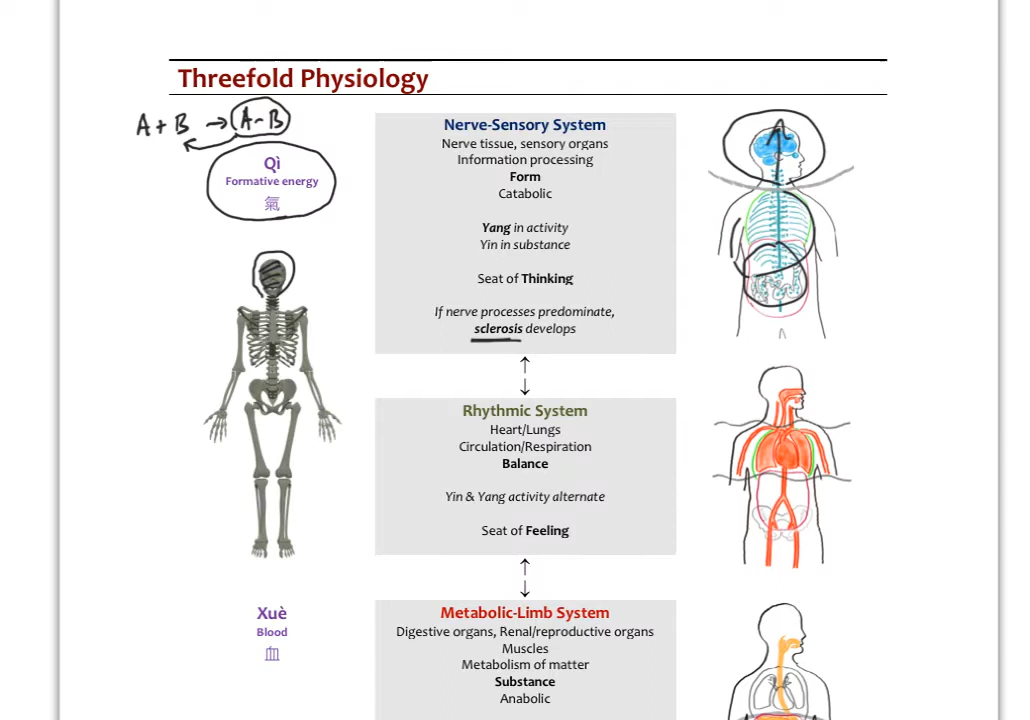 Threefold Physiology
A + B → A - B
Qì
Formative energy
氣
Nerve-Sensory System
Nerve tissue, sensory organs
Information processing
Form
Catabolic
Yang in activity
Yin in substance
Seat of Thinking
If nerve processes predominate,
sclerosis develops
↑
↓
Rhythmic System
Heart/Lungs
Circulation/Respiration
Balance
Yin & Yang activity alternate
Seat of Feeling
↑
↓
Xuè
Blood
血
Metabolic-Limb System
Digestive organs, Renal/reproductive organs
Muscles
Metabolism of matter
Substance
Anabolic